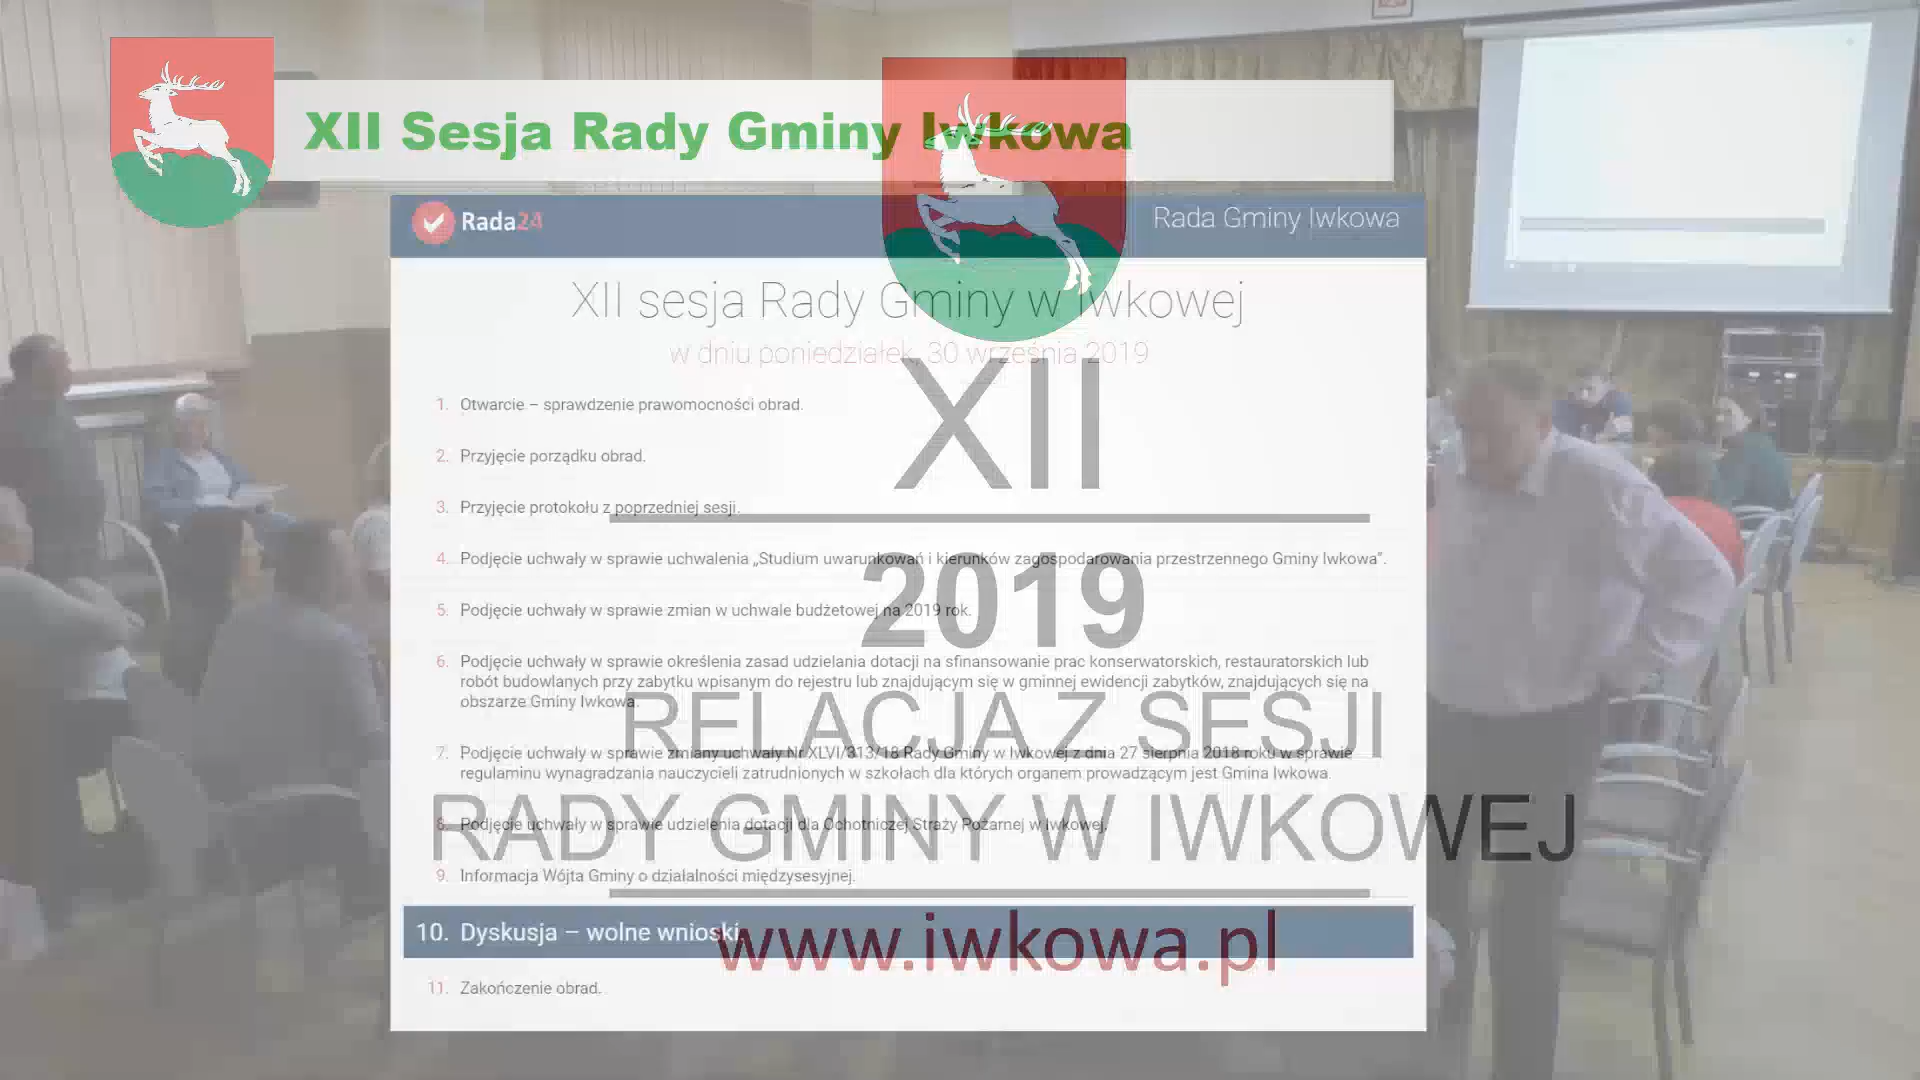 XII Sesja Rady Gminy Iwkowa
Rada24
Rada Gminy Iwkowa
XII sesja Rady Gminy w Iwkowej
w dniu poniedziałek, 30 września 2019
1. Otwarcie – sprawdzenie prawomocności obrad.
2. Przyjęcie porządku obrad.
3. Przyjęcie protokołu z poprzedniej sesji.
4. Podjęcie uchwały w sprawie uchwalenia „Studium uwarunkowań i kierunków zagospodarowania przestrzennego Gminy Iwkowa”.
5. Podjęcie uchwały w sprawie zmian w uchwale budżetowej na 2019 rok.
6. Podjęcie uchwały w sprawie określenia zasad udzielania dotacji na sfinansowanie prac konserwatorskich, restauratorskich lub
robót budowlanych przy zabytku wpisanym do rejestru lub znajdującym się w gminnej ewidencji zabytków, znajdujących się na
obszarze Gminy Iwkowa.
7. Podjęcie uchwały w sprawie zmiany uchwały Nr XLVI/313/18 Rady Gminy w Iwkowej z dnia 27 sierpnia 2018 roku w sprawie
regulaminu wynagradzania nauczycieli zatrudnionych w szkołach dla których organem prowadzącym jest Gmina Iwkowa.
8. Podjęcie uchwały w sprawie udzielenia dotacji dla Ochotniczej Straży Pożarnej w Iwkowej.
9. Informacja Wójta Gminy o działalności międzysesyjnej.
10. Dyskusja – wolne wnioski.
11. Zakończenie obrad.
XII
2019
RELACJA Z SESJI
RADY GMINY W IWKOWEJ
www.iwkowa.pl